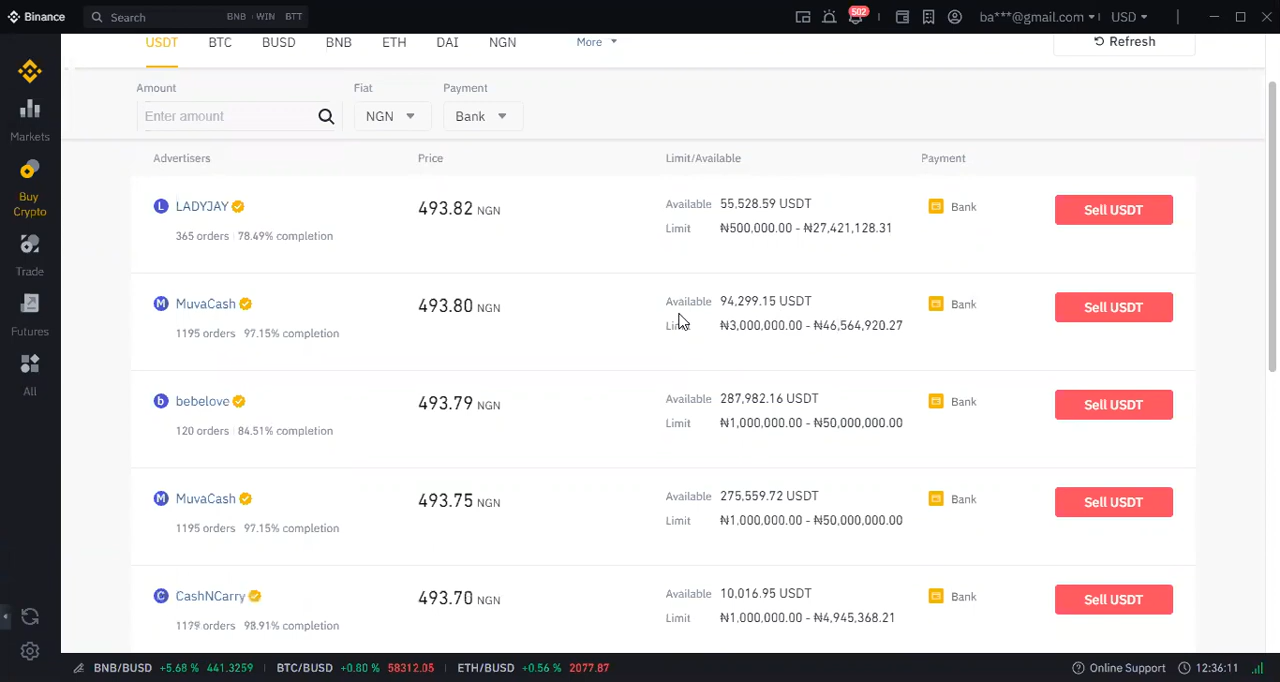 Binance Search BNB WIN BTT 502 ba***@gmail.com USD
USDT BTC BUSD BNB ETH DAI NGN More Refresh
Amount Fiat Payment
Enter amount NGN Bank
Markets
Buy
Crypto
Trade
Futures
All
Advertisers Price Limit/Available Payment
L LADYJAY 493.82 NGN Available 55,528.59 USDT Bank Sell USDT
365 orders 78.49% completion Limit ₦500,000.00 - ₦27,421,128.31
M MuvaCash 493.80 NGN Available 94,299.15 USDT Bank Sell USDT
1195 orders 97.15% completion Limit ₦3,000,000.00 - ₦46,564,920.27
b bebelove 493.79 NGN Available 287,982.16 USDT Bank Sell USDT
120 orders 84.51% completion Limit ₦1,000,000.00 - ₦50,000,000.00
M MuvaCash 493.75 NGN Available 275,559.72 USDT Bank Sell USDT
1195 orders 97.15% completion Limit ₦1,000,000.00 - ₦50,000,000.00
C CashNCarry 493.70 NGN Available 10,016.95 USDT Bank Sell USDT
orders completion Limit ₦1,000,000.00 - ₦4,945,368.21
BNB/BUSD +5.68 % 441.3259 BTC/BUSD +0.80 % 58312.05 ETH/BUSD +0.56 % 2077.87 Online Support 12:36:11